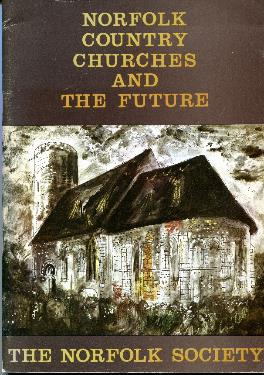 NORFOLK
COUNTRY
CHURCHES
AND
THE FUTURE
THE NORFOLK SOCIETY